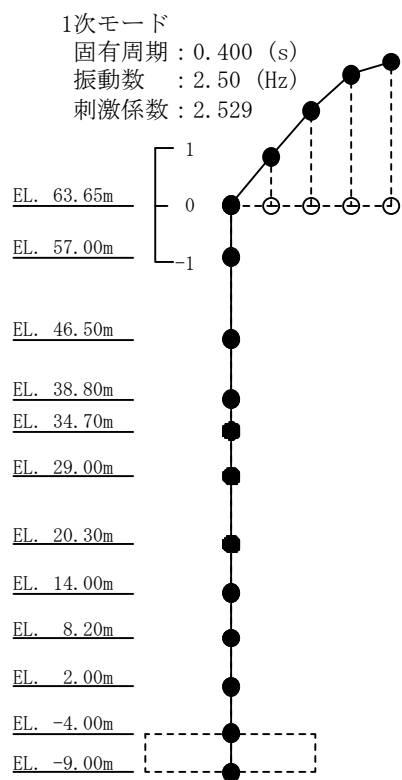 1次モード
固有周期：0.400 (s)
振動数　：2.50 (Hz)
刺激係数：2.529
1
EL. 63.65m
0
EL. 57.00m
-1
EL. 46.50m
EL. 38.80m
EL. 34.70m
EL. 29.00m
EL. 20.30m
EL. 14.00m
EL. 8.20m
EL. 2.00m
EL. -4.00m
EL. -9.00m